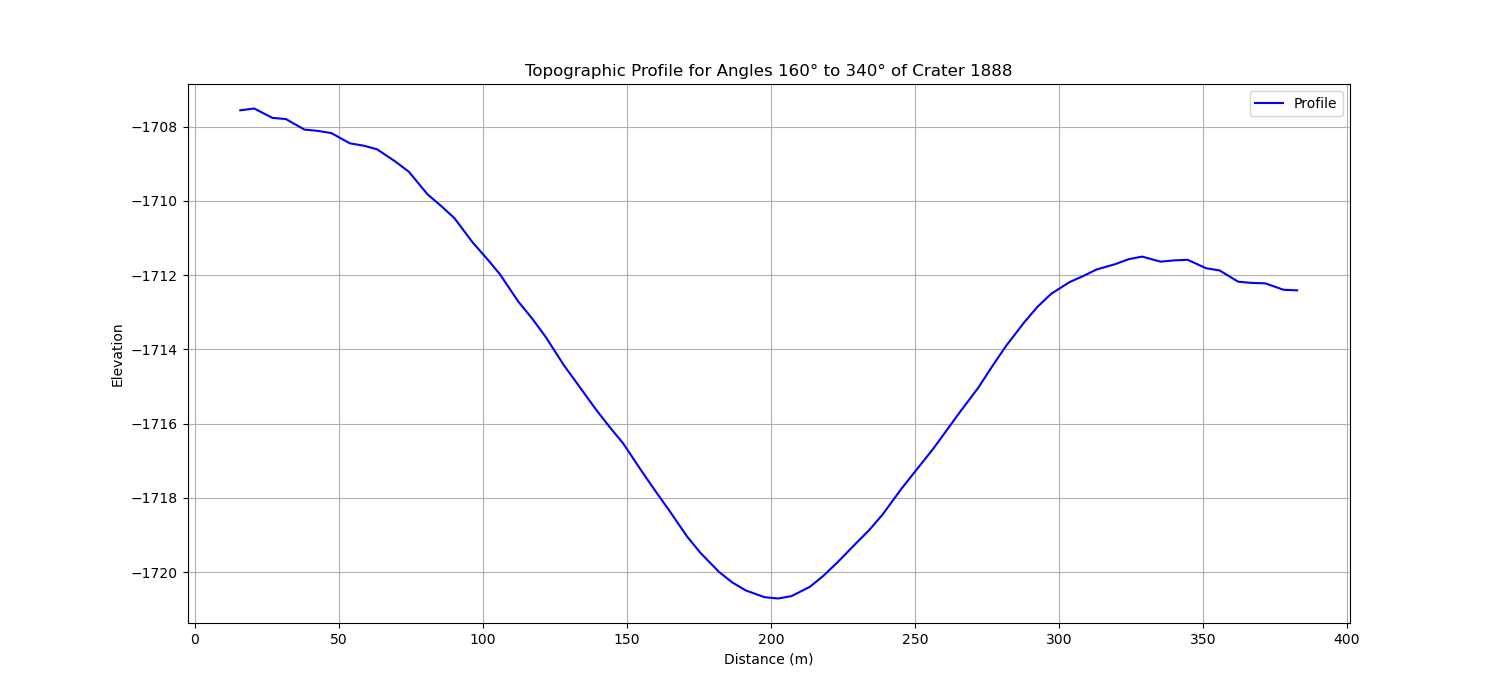 Topographic Profile for Angles 160° to 340° of Crater 1888
Profile
−1708
−1710
−1712
−1714
−1716
−1718
−1720
Elevation
0 50 100 150 200 250 300 350 400
Distance (m)